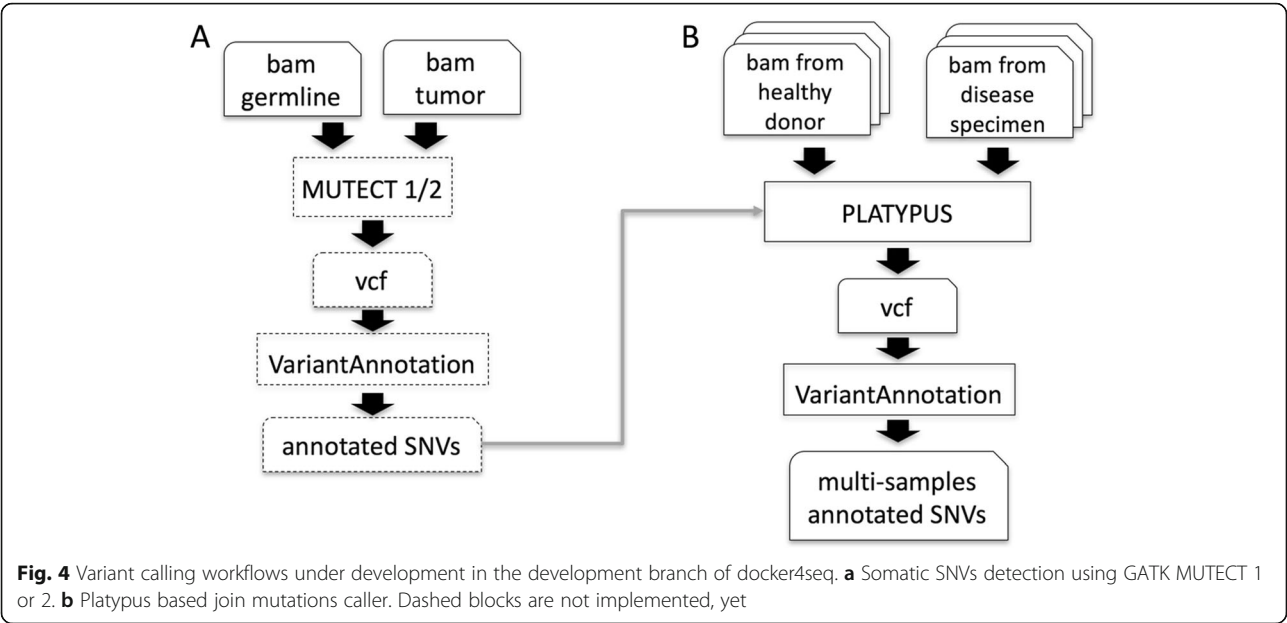 A
bam
germline
bam
tumor
MUTECT 1/2
vcf
VariantAnnotation
annotated SNVs
B
bam from
healthy
donor
bam from
disease
specimen
PLATYPUS
vcf
VariantAnnotation
multi-samples
annotated SNVs
Fig. 4 Variant calling workflows under development in the development branch of docker4seq. a Somatic SNVs detection using GATK MUTECT 1
or 2. b Platypus based join mutations caller. Dashed blocks are not implemented, yet